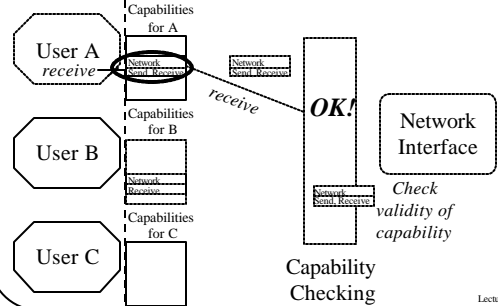 Capabilities
for A
User A
receive
Network
Send, Receive
Network
Send, Receive
receive
OK!
Network
Interface
Capabilities
for B
User B
Network
Receive
Network
Send, Receive
Check
validity of
capability
Capabilities
for C
User C
Capability
Checking
Lectu